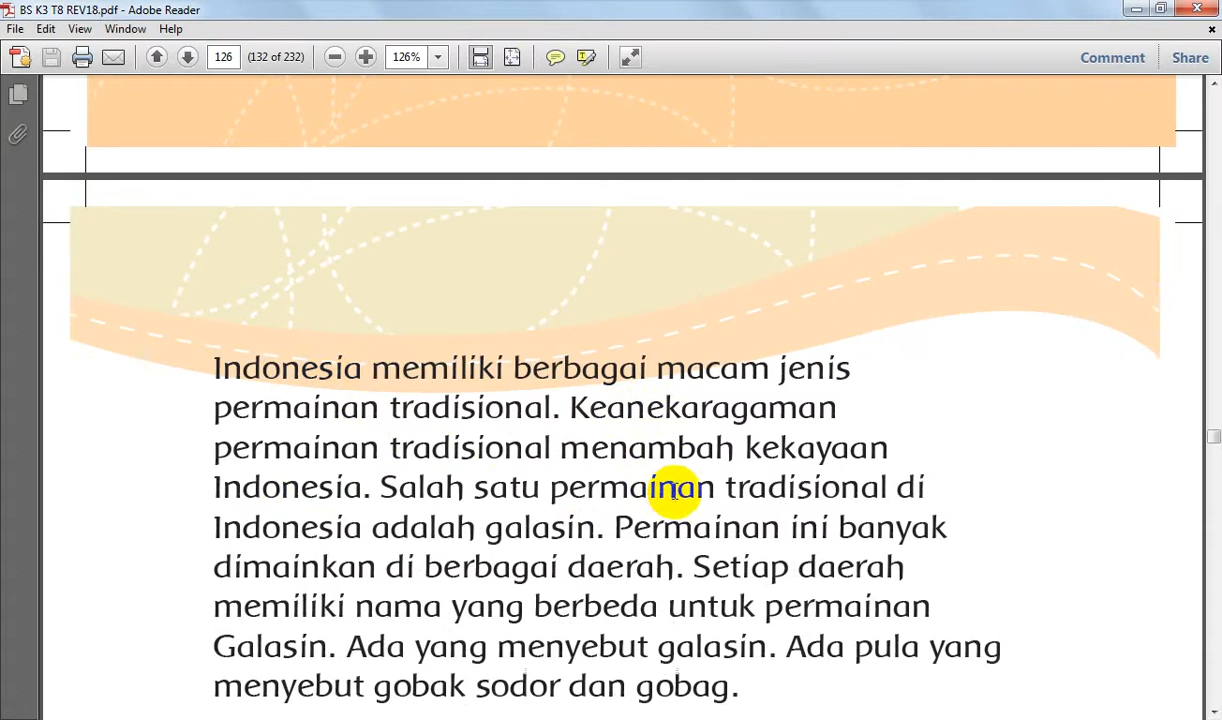 BS K3 T8 REV18.pdf - Adobe Reader
File Edit View Window Help
126 (132 of 232) 126% Comment Share
Indonesia memiliki berbagai macam jenis
permainan tradisional. Keanekaragaman
permainan tradisional menambah kekayaan
Indonesia. Salah satu permainan tradisional di
Indonesia adalah galasin. Permainan ini banyak
dimainkan di berbagai daerah. Setiap daerah
memiliki nama yang berbeda untuk permainan
Galasin. Ada yang menyebut galasin. Ada pula yang
menyebut gobak sodor dan gobag.